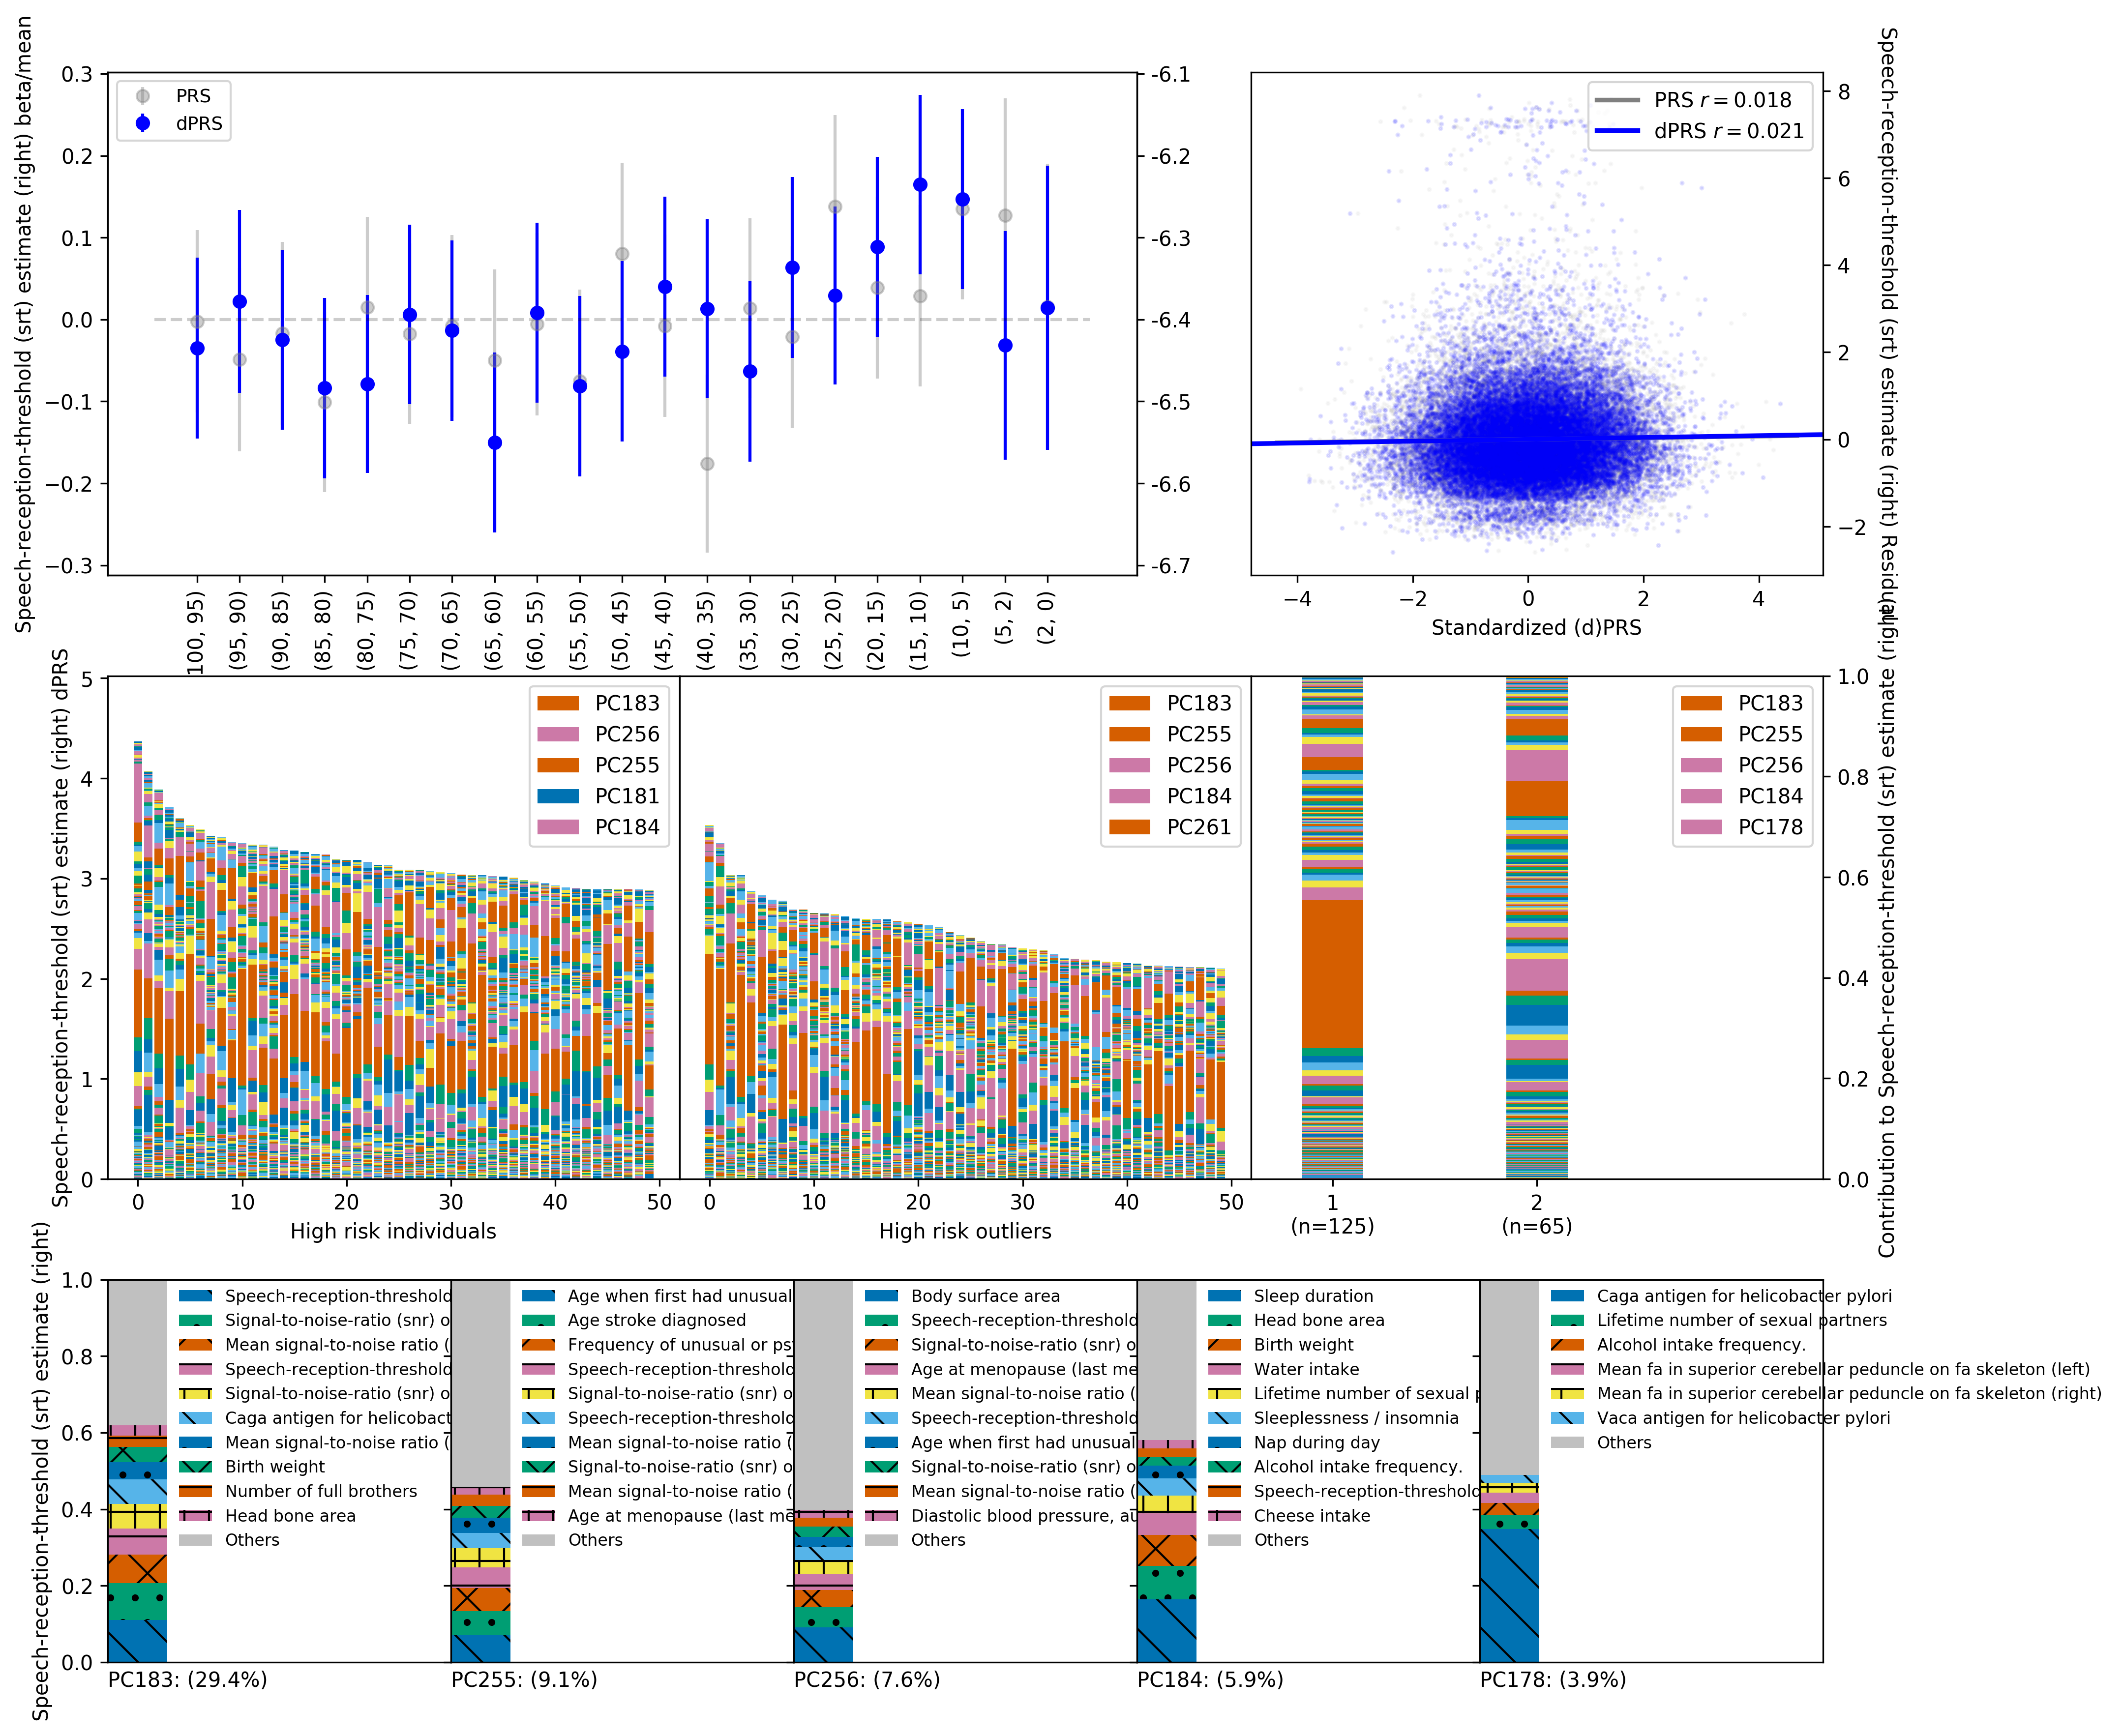 Speech-reception-threshold (srt) estimate (right) beta/mean
0.3
0.2
0.1
0.0
−0.1
−0.2
−0.3
PRS
dPRS
-6.1
-6.2
-6.3
-6.4
-6.5
-6.6
-6.7
100, 95)
(95, 90)
(90, 85)
(85, 80)
(80, 75)
(75, 70)
(70, 65)
(65, 60)
(60, 55)
(55, 50)
(50, 45)
(45, 40)
(40, 35)
(35, 30)
(30, 25)
(25, 20)
(20, 15)
(15, 10)
(10, 5)
(5, 2)
(2, 0)
PRS r = 0.018
dPRS r = 0.021
8
6
4
2
0
−2
−4
−2
0
2
4
Standardized (d)PRS
Speech-reception-threshold (srt) estimate (right) Residual
Speech-reception-threshold (srt) estimate (right) dPRS
5
4
3
2
1
0
PC183
PC256
PC255
PC181
PC184
0
10
20
30
40
50
High risk individuals
PC183
PC255
PC256
PC184
PC261
0
10
20
30
40
50
High risk outliers
PC183
PC255
PC256
PC184
PC178
1
(n=125)
2
(n=65)
1.0
0.8
0.6
0.4
0.2
0.0
Contribution to Speech-reception-threshold (srt) estimate (right)
Speech-reception-threshold (srt) estimate (right)
1.0
0.8
0.6
0.4
0.2
0.0
Speech-reception-threshold
Signal-to-noise-ratio (snr) o
Mean signal-to-noise ratio (
Speech-reception-threshold
Signal-to-noise-ratio (snr) o
Caga antigen for helicobact
Mean signal-to-noise ratio (
Birth weight
Number of full brothers
Head bone area
Others
PC183: (29.4%)
Age when first had unusual
Age stroke diagnosed
Frequency of unusual or ps
Speech-reception-threshold
Signal-to-noise-ratio (snr) o
Speech-reception-threshold
Mean signal-to-noise ratio (
Signal-to-noise-ratio (snr) o
Mean signal-to-noise ratio (
Age at menopause (last me
Others
PC255: (9.1%)
Body surface area
Speech-reception-threshold
Signal-to-noise-ratio (snr) o
Age at menopause (last me
Mean signal-to-noise ratio (
Speech-reception-threshold
Age when first had unusual
Signal-to-noise-ratio (snr) o
Mean signal-to-noise ratio (
Diastolic blood pressure, au
Others
PC256: (7.6%)
Sleep duration
Head bone area
Birth weight
Water intake
Lifetime number of sexual p
Sleeplessness / insomnia
Nap during day
Alcohol intake frequency.
Speech-reception-threshold
Cheese intake
Others
PC184: (5.9%)
Caga antigen for helicobacter pylori
Lifetime number of sexual partners
Alcohol intake frequency.
Mean fa in superior cerebellar peduncle on fa skeleton (left)
Mean fa in superior cerebellar peduncle on fa skeleton (right)
Vaca antigen for helicobacter pylori
Others
PC178: (3.9%)